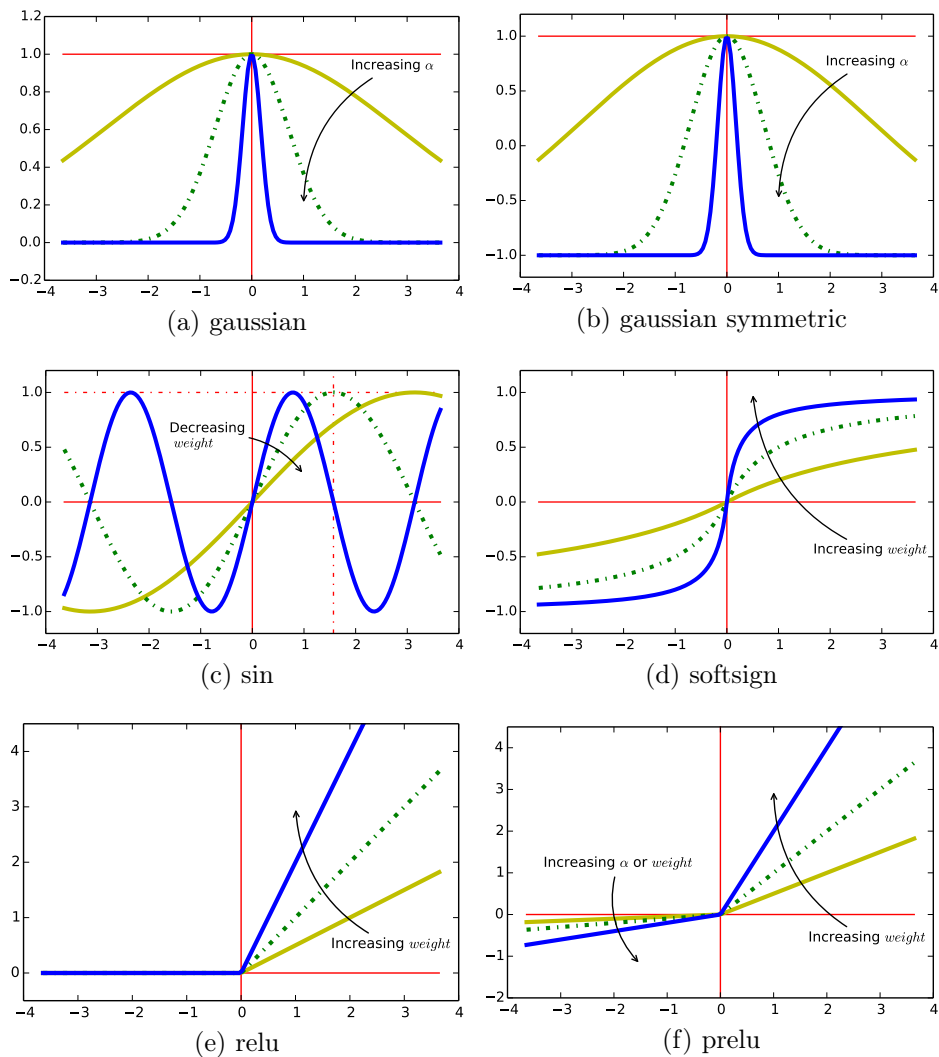 1.2
1.0
0.8
0.6
0.4
0.2
0.0
−0.2
−4 −3 −2 −1 0 1 2 3 4
Increasing α
(a) gaussian
1.0
0.5
0.0
−0.5
−1.0
−4 −3 −2 −1 0 1 2 3 4
Increasing α
(b) gaussian symmetric
1.0
0.5
0.0
−0.5
−1.0
−4 −3 −2 −1 0 1 2 3 4
Decreasing
weight
(c) sin
1.0
0.5
0.0
−0.5
−1.0
−4 −3 −2 −1 0 1 2 3 4
Increasing weight
(d) softsign
4
3
2
1
0
−4 −3 −2 −1 0 1 2 3 4
Increasing weight
(e) relu
4
3
2
1
0
−1
−2
−4 −3 −2 −1 0 1 2 3 4
Increasing α or weight
Increasing weight
(f) prelu